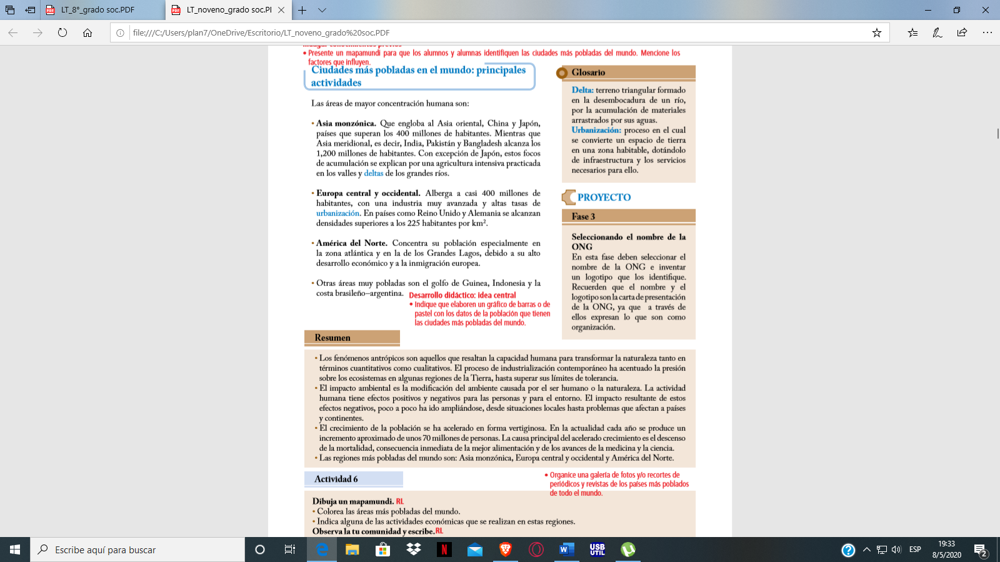 LT_8°_grado soc.PDF
LT_noveno_grado soc.PI
file:///C:/Users/plan7/OneDrive/Escritorio/LT_noveno_grado%20soc.PDF
Indagar conocimientos previos
• Presente un mapamundi para que los alumnos y alumnas identifiquen las ciudades más pobladas del mundo. Mencione los
factores que influyen.
Ciudades más pobladas en el mundo: principales
actividades
Las áreas de mayor concentración humana son:
• Asia monzónica. Que engloba al Asia oriental, China y Japón,
países que superan los 400 millones de habitantes. Mientras que
Asia meridional, es decir, India, Pakistán y Bangladesh alcanza los
1,200 millones de habitantes. Con excepción de Japón, estos focos
de acumulación se explican por una agricultura intensiva practicada
en los valles y deltas de los grandes ríos.
• Europa central y occidental. Alberga a casi 400 millones de
habitantes, con una industria muy avanzada y altas tasas de
urbanización. En países como Reino Unido y Alemania se alcanzan
densidades superiores a los 225 habitantes por km².
• América del Norte. Concentra su población especialmente en
la zona atlántica y en la de los Grandes Lagos, debido a su alto
desarrollo económico y a la inmigración europea.
• Otras áreas muy pobladas son el golfo de Guinea, Indonesia y la
costa brasileño–argentina.
Desarrollo didáctico: idea central
• Indique que elaboren un gráfico de barras o de
pastel con los datos de la población que tienen
las ciudades más pobladas del mundo.
Glosario
Delta: terreno triangular formado
en la desembocadura de un río,
por la acumulación de materiales
arrastrados por sus aguas.
Urbanización: proceso en el cual
se convierte un espacio de tierra
en una zona habitable, dotándolo
de infraestructura y los servicios
necesarios para ello.
PROYECTO
Fase 3
Seleccionando el nombre de la
ONG
En esta fase deben seleccionar el
nombre de la ONG e inventar
un logotipo que los identifique.
Recuerden que el nombre y el
logotipo son la carta de presentación
de la ONG, ya que a través de
ellos expresan lo que son como
organización.
Resumen
• Los fenómenos antrópicos son aquellos que resaltan la capacidad humana para transformar la naturaleza tanto en
términos cuantitativos como cualitativos. El proceso de industrialización contemporáneo ha acentuado la presión
sobre los ecosistemas en algunas regiones de la Tierra, hasta superar sus límites de tolerancia.
• El impacto ambiental es la modificación del ambiente causada por el ser humano o la naturaleza. La actividad
humana tiene efectos positivos y negativos para las personas y para el entorno. El impacto resultante de estos
efectos negativos, poco a poco ha ido ampliándose, desde situaciones locales hasta problemas que afectan a países
y continentes.
• El crecimiento de la población se ha acelerado en forma vertiginosa. En la actualidad cada año se produce un
incremento aproximado de unos 70 millones de personas. La causa principal del acelerado crecimiento es el descenso
de la mortalidad, consecuencia inmediata de la mejor alimentación y de los avances de la medicina y la ciencia.
• Las regiones más pobladas del mundo son: Asia monzónica, Europa central y occidental y América del Norte.
Actividad 6
• Organice una galería de fotos y/o recortes de
periódicos y revistas de los países más poblados
de todo el mundo.
Dibuja un mapamundi. RL
• Colorea las áreas más pobladas del mundo.
• Indica alguna de las actividades económicas que se realizan en estas regiones.
Observa la tu comunidad y escribe. RL
Escribe aquí para buscar
USB
UTIL
ESP
19:33
8/5/2020
2